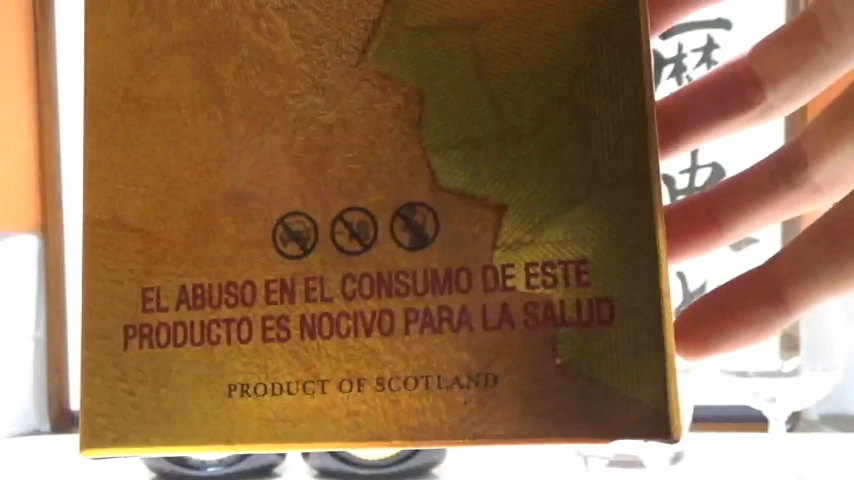 EL ABUSO EN EL CONSUMO DE ESTE
PRODUCTO ES NOCIVO PARA LA SALUD
PRODUCT OF SCOTLAND